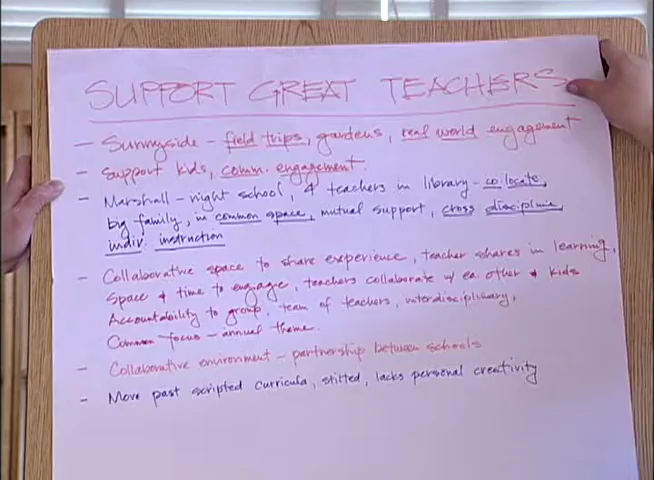 SUPPORT GREAT TEACHERS
- Sunnyside - field trips, gardens, real world engagement
- Support kids, comm. engagement.
- Marshall - night school, 4 teachers in library - co locate,
big family, in common space, mutual support, cross disciplinie,
indiv. instruction
- Collaborative space to share experience, teacher shares in learning,
Space & time to engage, teachers collaborate w/ ea. other & kids
Accountability to group, team of teachers, interdisciplinary,
Common focus - annual theme.
- Collaborative environment - partnership between schools
- Move past scripted curricula, stilted, lacks personal creativity